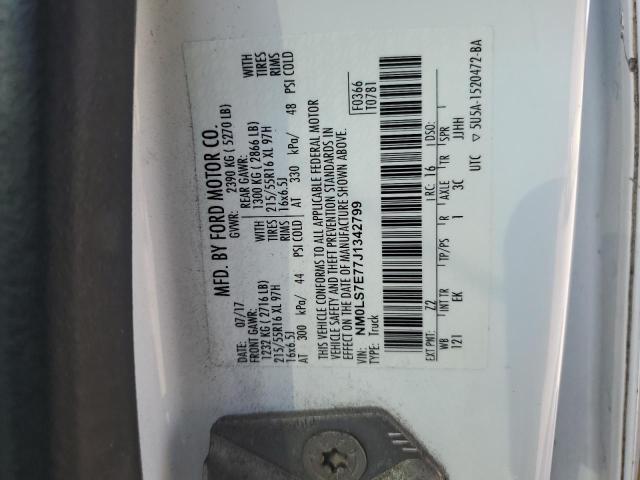 MFD. BY FORD MOTOR CO.
DATE: 07/17 GVWR: 2390 KG ( 5270 LB)
FRONT GAWR: REAR GAWR:
1232 KG ( 2716 LB) WITH 1300 KG ( 2866 LB) WITH
215/55R16 XL 97H TIRES 215/55R16 XL 97H TIRES
16x6.5J RIMS 16x6.5J RIMS
AT 300 kPa/ 44 PSI COLD AT 330 kPa/ 48 PSI COLD
THIS VEHICLE CONFORMS TO ALL APPLICABLE FEDERAL MOTOR
VEHICLE SAFETY AND THEFT PREVENTION STANDARDS IN
EFFECT ON THE DATE OF MANUFACTURE SHOWN ABOVE.
VIN: NM0LS7E77J1342799 F0366
TYPE: Truck T0781
EXT PNT: Z2 RC: 16 DSO:
WB INT TR TP/PS R AXLE TR SPR
121 EK I 3C JJHH
UTC ▽ 5U5A-1520472-BA